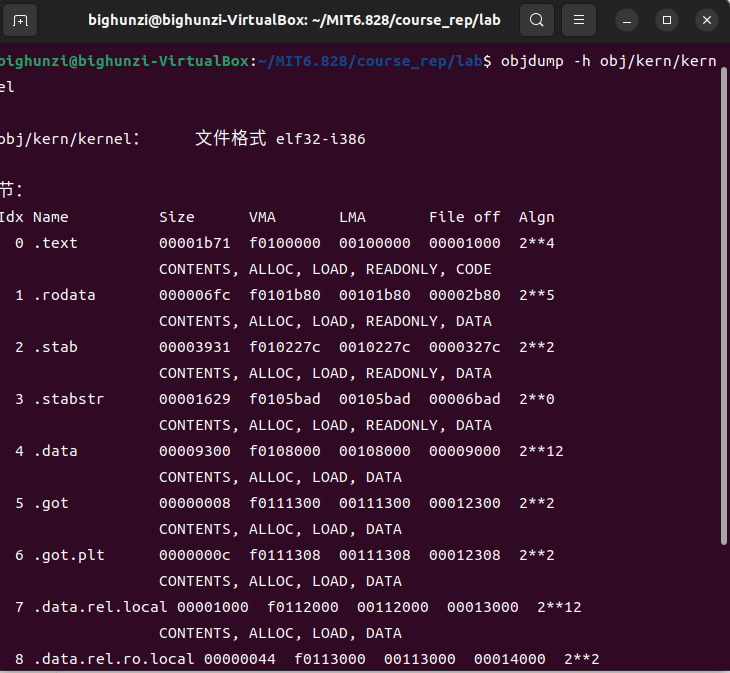 bighunzi@bighunzi-VirtualBox: ~/MIT6.828/course_rep/lab
bighunzi@bighunzi-VirtualBox:~/MIT6.828/course_rep/lab$ objdump -h obj/kern/kern
el
obj/kern/kernel：     文件格式 elf32-i386
节：
Idx Name          Size      VMA       LMA       File off  Algn
  0 .text         00001b71  f0100000  00100000  00001000  2**4
                  CONTENTS, ALLOC, LOAD, READONLY, CODE
  1 .rodata       000006fc  f0101b80  00101b80  00002b80  2**5
                  CONTENTS, ALLOC, LOAD, READONLY, DATA
  2 .stab         00003931  f010227c  0010227c  0000327c  2**2
                  CONTENTS, ALLOC, LOAD, READONLY, DATA
  3 .stabstr      00001629  f0105bad  00105bad  00006bad  2**0
                  CONTENTS, ALLOC, LOAD, READONLY, DATA
  4 .data         00009300  f0108000  00108000  00009000  2**12
                  CONTENTS, ALLOC, LOAD, DATA
  5 .got          00000008  f0111300  00111300  00012300  2**2
                  CONTENTS, ALLOC, LOAD, DATA
  6 .got.plt      0000000c  f0111308  00111308  00012308  2**2
                  CONTENTS, ALLOC, LOAD, DATA
  7 .data.rel.local 00001000  f0112000  00112000  00013000  2**12
                  CONTENTS, ALLOC, LOAD, DATA
  8 .data.rel.ro.local 00000044  f0113000  00113000  00014000  2**2